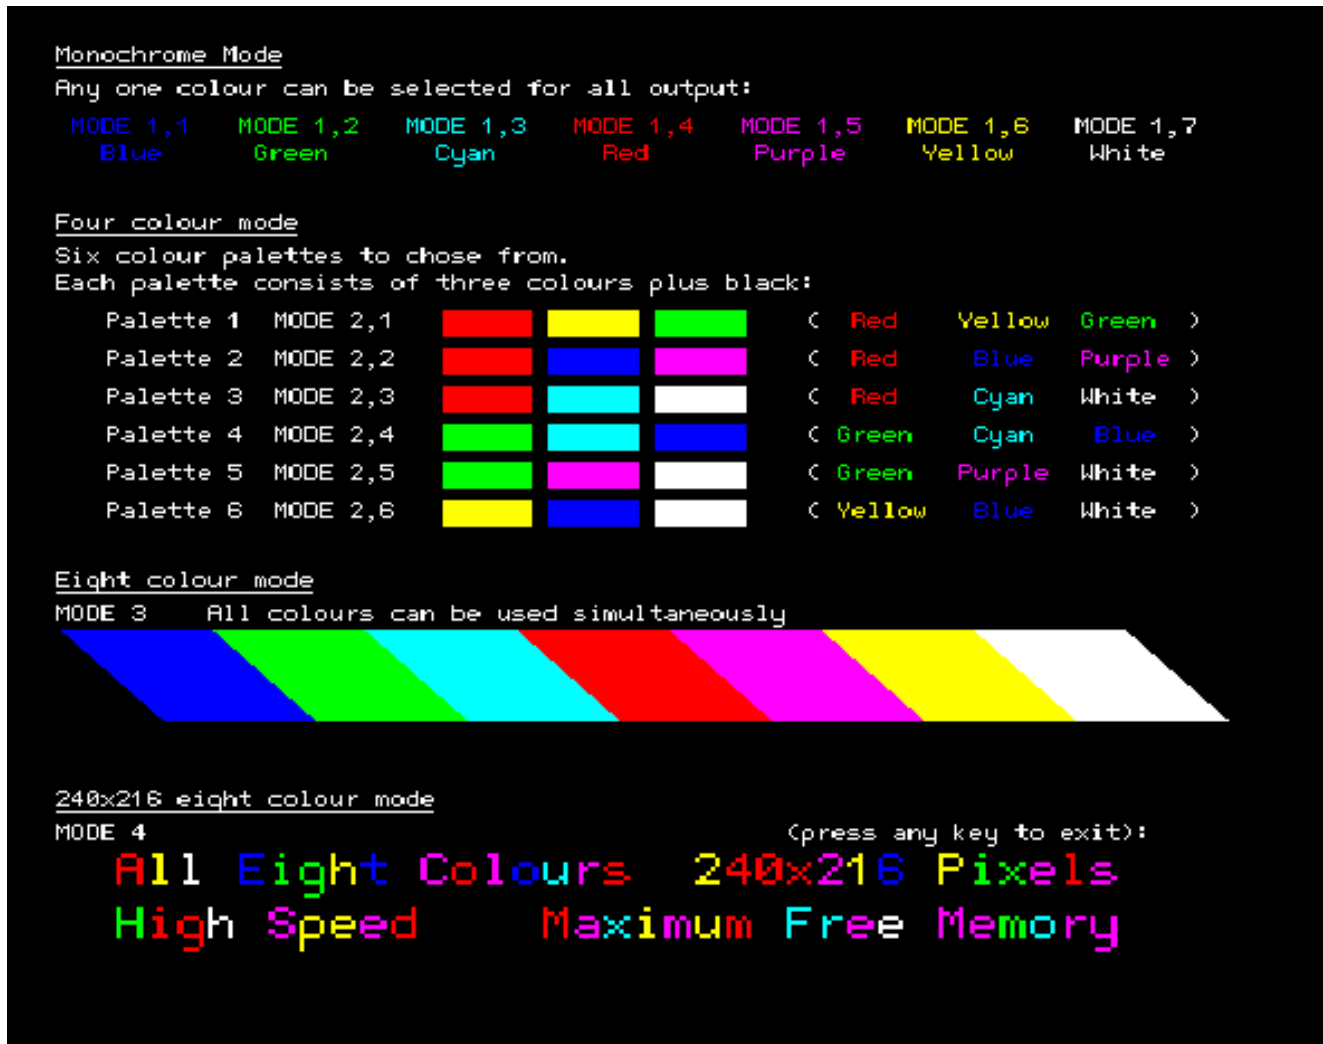 Monochrome Mode
Any one colour can be selected for all output:
MODE 1,1 MODE 1,2 MODE 1,3 MODE 1,4 MODE 1,5 MODE 1,6 MODE 1,7
Blue Green Cyan Red Purple Yellow White
Four colour mode
Six colour palettes to chose from.
Each palette consists of three colours plus black:
Palette 1 MODE 2,1 ( Red Yellow Green )
Palette 2 MODE 2,2 ( Red Blue Purple )
Palette 3 MODE 2,3 ( Red Cyan White )
Palette 4 MODE 2,4 ( Green Cyan Blue )
Palette 5 MODE 2,5 ( Green Purple White )
Palette 6 MODE 2,6 ( Yellow Blue White )
Eight colour mode
MODE 3 All colours can be used simultaneously
240x216 eight colour mode
MODE 4 (press any key to exit):
All Eight Colours 240x216 Pixels
High Speed Maximum Free Memory